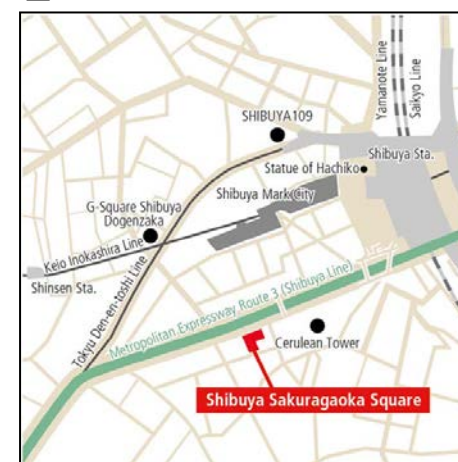 Yamanote Line
Saikyo Line
SHIBUYA109
Shibuya Sta.
Statue of Hachiko
Shibuya Mark City
G-Square Shibuya
Dogenzaka
Keio Inokashira Line
Shinsen Sta.
Tokyu Den-en-toshi Line
Metropolitan Expressway Route 3 (Shibuya Line)
Cerulean Tower
Shibuya Sakuragaoka Square